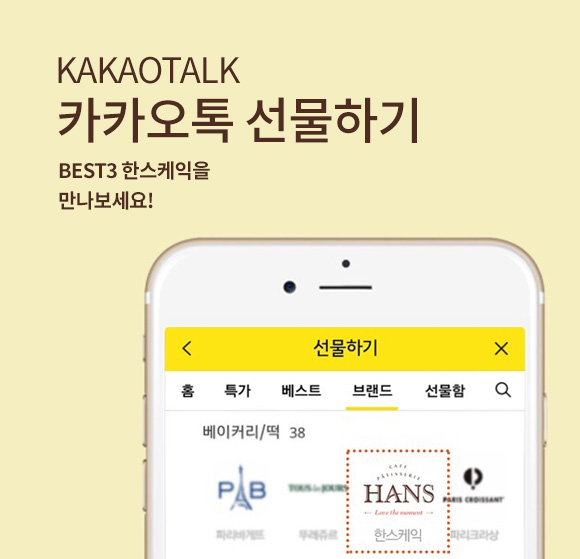 KAKAOTALK
카카오톡 선물하기
BEST3 한스케익을
만나보세요!
선물하기
홈 특가 베스트 브랜드 선물함
베이커리/떡 38
PAB
TOUS les JOURS
CAFE
PÂTISSERIE
HANS
Love the moment
PARIS CROISSANT
파리바게뜨 뚜레쥬르 한스케익 파리크라상